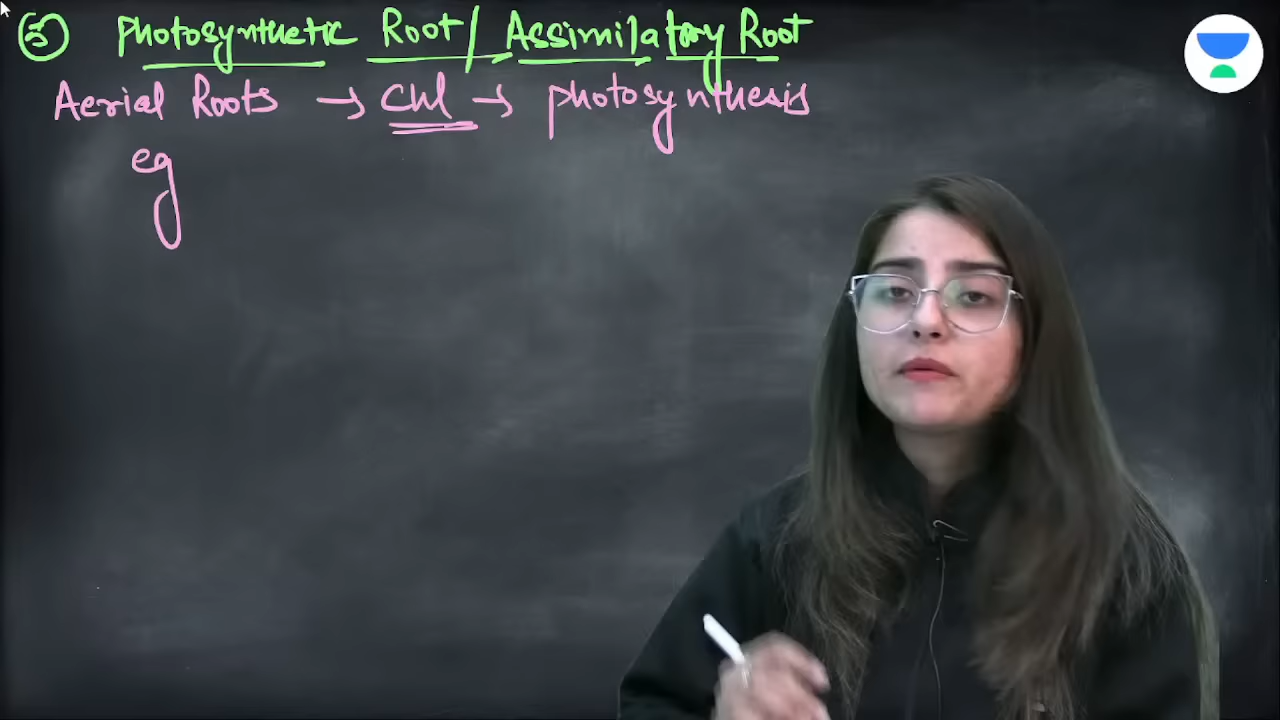 ⑤ Photosynthetic Root/Assimilatory Root
Aerial Roots → Chl → photosynthesis
eg